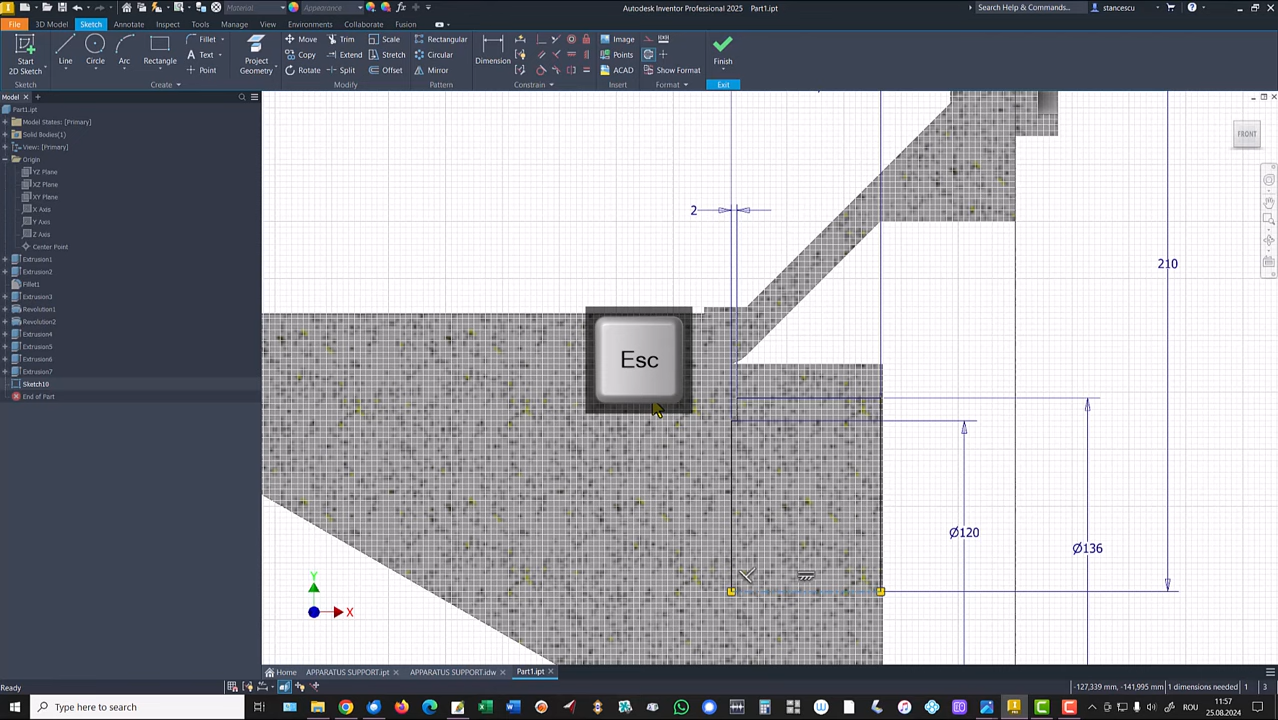 Material
Appearance
Autodesk Inventor Professional 2025 Part1.ipt
Search Help & Commands...
stancescu
File
3D Model
Sketch
Annotate
Inspect
Tools
Manage
View
Environments
Collaborate
Fusion
Start
2D Sketch
Line
Circle
Arc
Rectangle
Fillet
Text
Point
Project
Geometry
Move
Copy
Rotate
Trim
Extend
Split
Scale
Stretch
Offset
Rectangular
Circular
Mirror
Dimension
Image
Points
ACAD
Show Format
Finish
Sketch
Create
Modify
Pattern
Constrain
Insert
Format
Exit
Model
Part1.ipt
Model States: [Primary]
Solid Bodies(1)
View: [Primary]
Origin
YZ Plane
XZ Plane
XY Plane
X Axis
Y Axis
Z Axis
Center Point
Extrusion1
Extrusion2
Fillet1
Extrusion3
Revolution1
Revolution2
Extrusion4
Extrusion5
Extrusion6
Extrusion7
Sketch10
End of Part
FRONT
2
210
Esc
Ø120
Ø136
Y
X
Home
APPARATUS SUPPORT.ipt
APPARATUS SUPPORT.idw
Part1.ipt
Ready
-127,339 mm, -141,995 mm
1 dimensions needed
1
3
Type here to search
ROU
11:57
25.08.2024